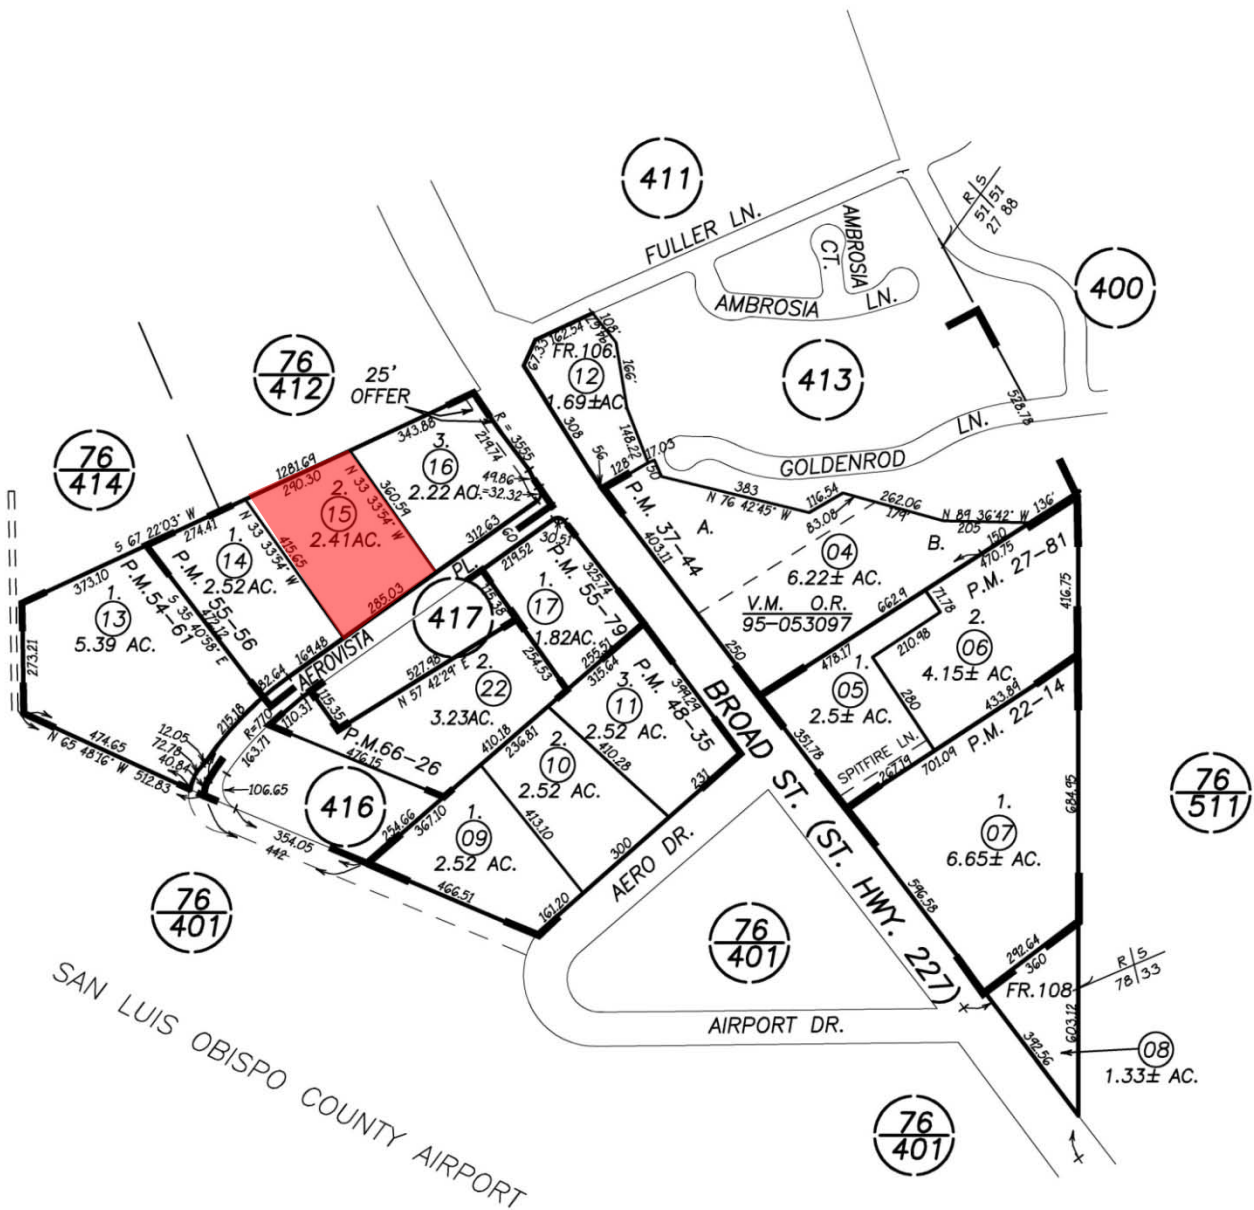 411
FULLER LN.
AMBROSIA
CT.
AMBROSIA
LN.
R/S
51/51
27 88
400
413
528.78
GOLDENROD
LN.
76
412
25'
OFFER
76
414
67.33
162.54
108'
FR.106.
12
1.69±AC.
166'
148.22
308
56
128'
17.03
150
343.88
R = 3555
219.74
49.86
=32.32
3.
16
2.22 AC.
360.59
312.63
1281.69
290.30
N 33 33'54" W
2.
15
2.41AC.
285.03
S 67 22'03" W
274.41
1.
14
2.52AC.
N 33 33'54" W
415.65
169.48
P.M. 55-56
S 35 40'58" E
373.10
1.
13
5.39 AC.
P.M.54-61
273.21
N 65 48'16" W
474.65
512.83
82.64
215.18
12.05
72.78
40.84
R=770
163.71
106.65
AEROVISTA
PL.
417
60
30.51
219.52
115.38
1.
17
1.82AC.
P.M. 55-79
325.74
254.53
255.51
315.64
527.98
N 57 42'29" E
2.
22
3.23AC.
110.37
115.35
P.M.66-26
476.15
410.18
236.81
416
354.05
442
254.66
367.10
1.
09
2.52 AC.
413.10
466.51
161.20
2.
10
2.52 AC.
410.28
300
3.
11
2.52 AC.
P.M. 48-35
399.29
231
AERO DR.
P.M. 37-44
403.11
A.
383
N 76 42'45" W
116.54
83.08
262.06
179'
N 89 36'42" W
205
136'
150
470.75
B.
04
6.22± AC.
V.M. O.R.
95-053097
P.M. 27-81
416.75
662.9
71.78
210.98
2.
06
4.15± AC.
250
478.17
1.
05
2.5± AC.
280
433.89
P.M. 22-14
351.78
SPITFIRE LN.
267.19
701.09
1.
07
6.65± AC.
684.95
76
511
596.58
BROAD ST. (ST. HWY. 227)
292.64
360
FR.108
R/S
78/33
603.12
392.56
08
1.33± AC.
76
401
76
401
AIRPORT DR.
76
401
SAN LUIS OBISPO COUNTY AIRPORT